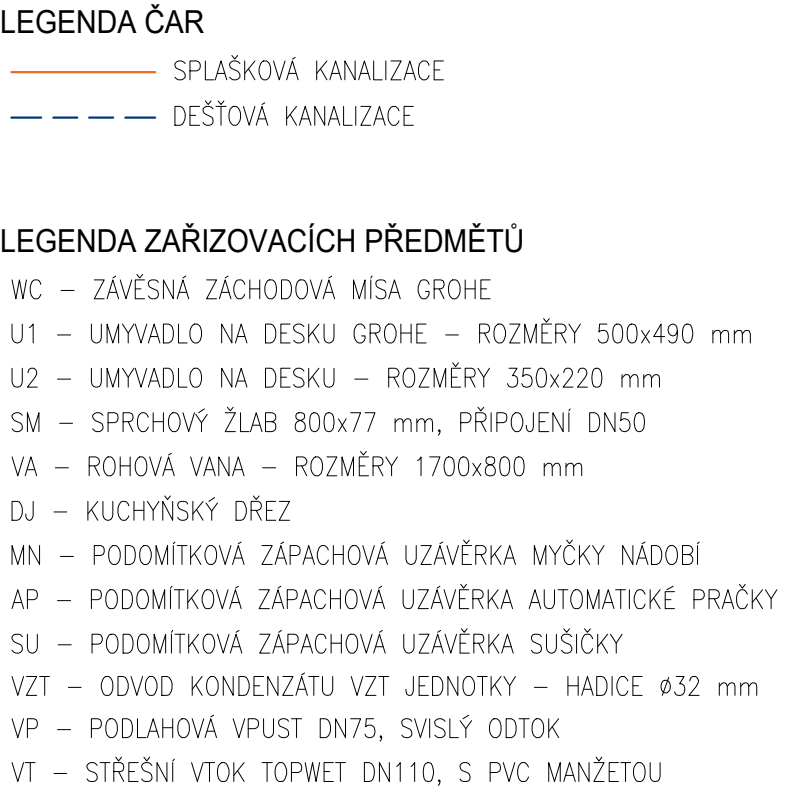 LEGENDA ČAR
SPLAŠKOVÁ KANALIZACE
DEŠŤOVÁ KANALIZACE
LEGENDA ZAŘIZOVACÍCH PŘEDMĚTŮ
WC – ZÁVĚSNÁ ZÁCHODOVÁ MÍSA GROHE
U1 – UMYVADLO NA DESKU GROHE – ROZMĚRY 500x490 mm
U2 – UMYVADLO NA DESKU – ROZMĚRY 350x220 mm
SM – SPRCHOVÝ ŽLAB 800x77 mm, PŘIPOJENÍ DN50
VA – ROHOVÁ VANA – ROZMĚRY 1700x800 mm
DJ – KUCHYŇSKÝ DŘEZ
MN – PODOMÍTKOVÁ ZÁPACHOVÁ UZÁVĚRKA MYČKY NÁDOBÍ
AP – PODOMÍTKOVÁ ZÁPACHOVÁ UZÁVĚRKA AUTOMATICKÉ PRAČKY
SU – PODOMÍTKOVÁ ZÁPACHOVÁ UZÁVĚRKA SUŠIČKY
VZT – ODVOD KONDENZÁTU VZT JEDNOTKY – HADICE ø32 mm
VP – PODLAHOVÁ VPUST DN75, SVISLÝ ODTOK
VT – STŘEŠNÍ VTOK TOPWET DN110, S PVC MANŽETOU